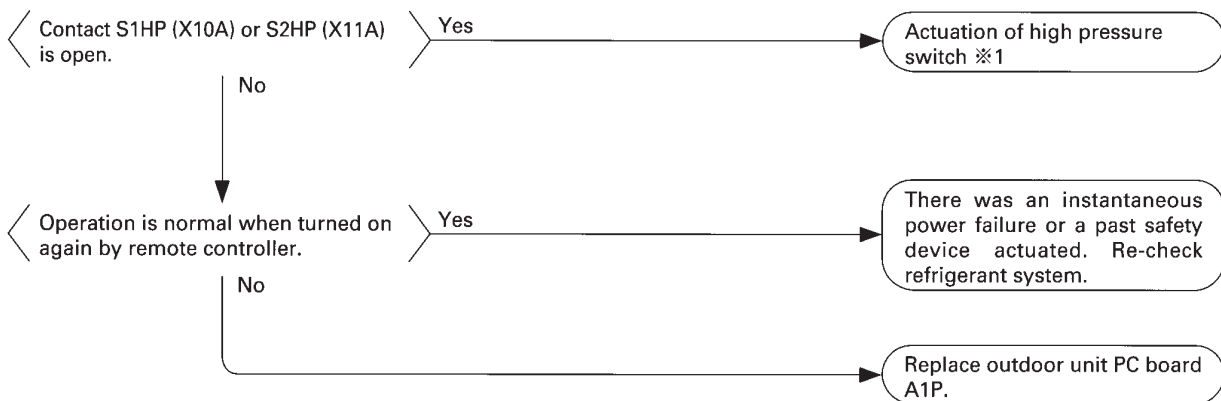 Contact S1HP (X10A) or S2HP (X11A)
is open.
Yes
Actuation of high pressure
switch ※1
No
Operation is normal when turned on
again by remote controller.
Yes
There was an instantaneous
power failure or a past safety
device actuated. Re-check
refrigerant system.
No
Replace outdoor unit PC board
A1P.